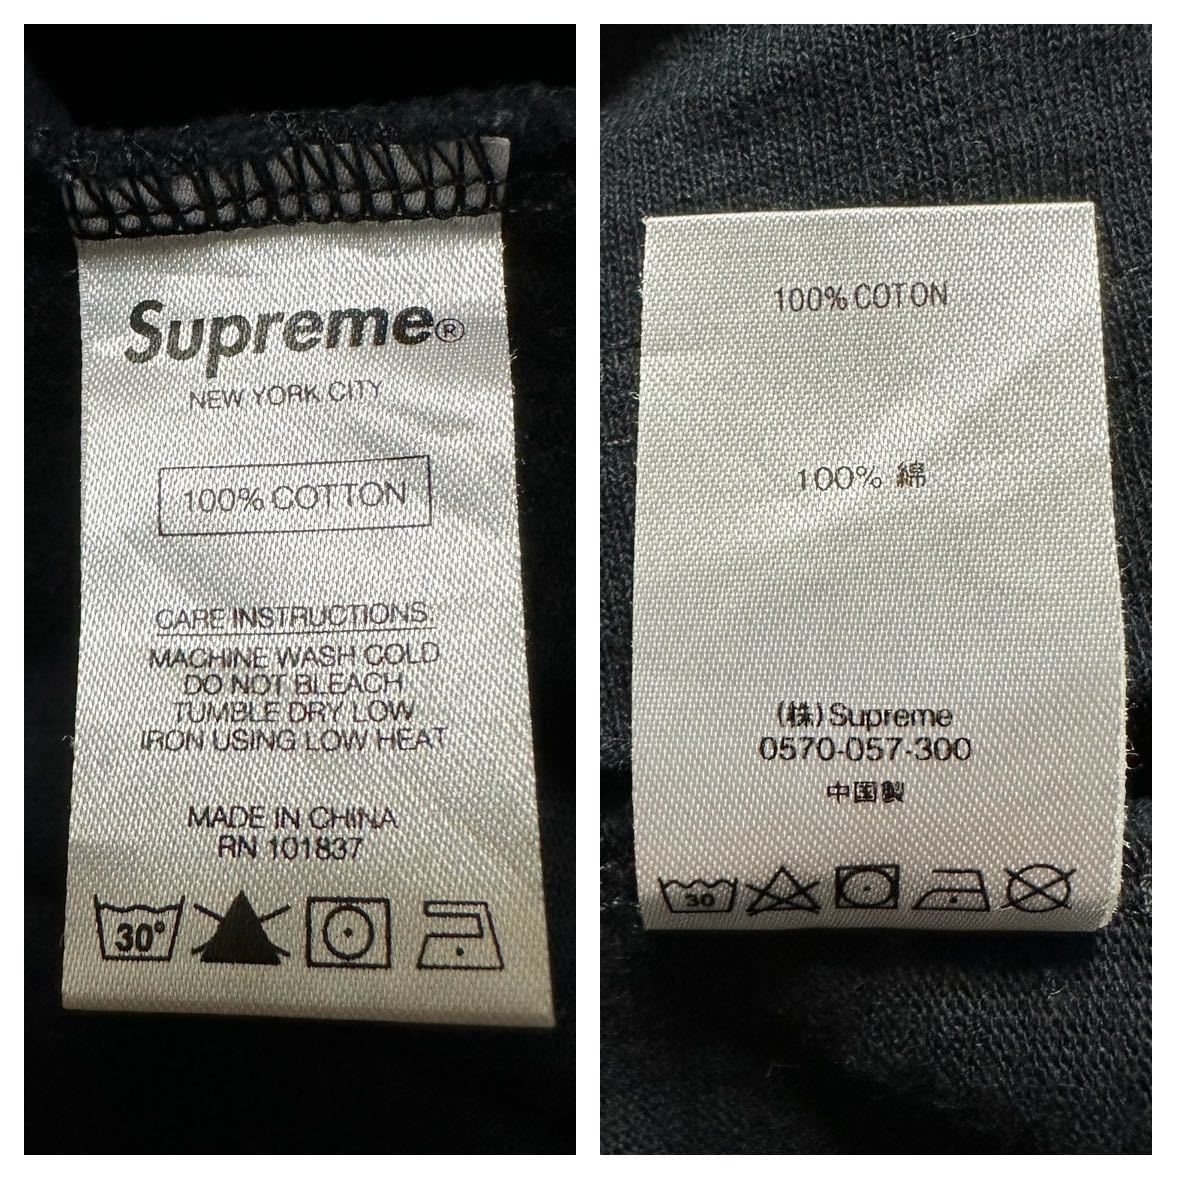 Supreme®
NEW YORK CITY
100% COTTON
CARE INSTRUCTIONS
MACHINE WASH COLD
DO NOT BLEACH
TUMBLE DRY LOW
IRON USING LOW HEAT
MADE IN CHINA
RN 101837
30°
100% COTON
100% 綿
(株)Supreme
0570-057-300
中国製
30